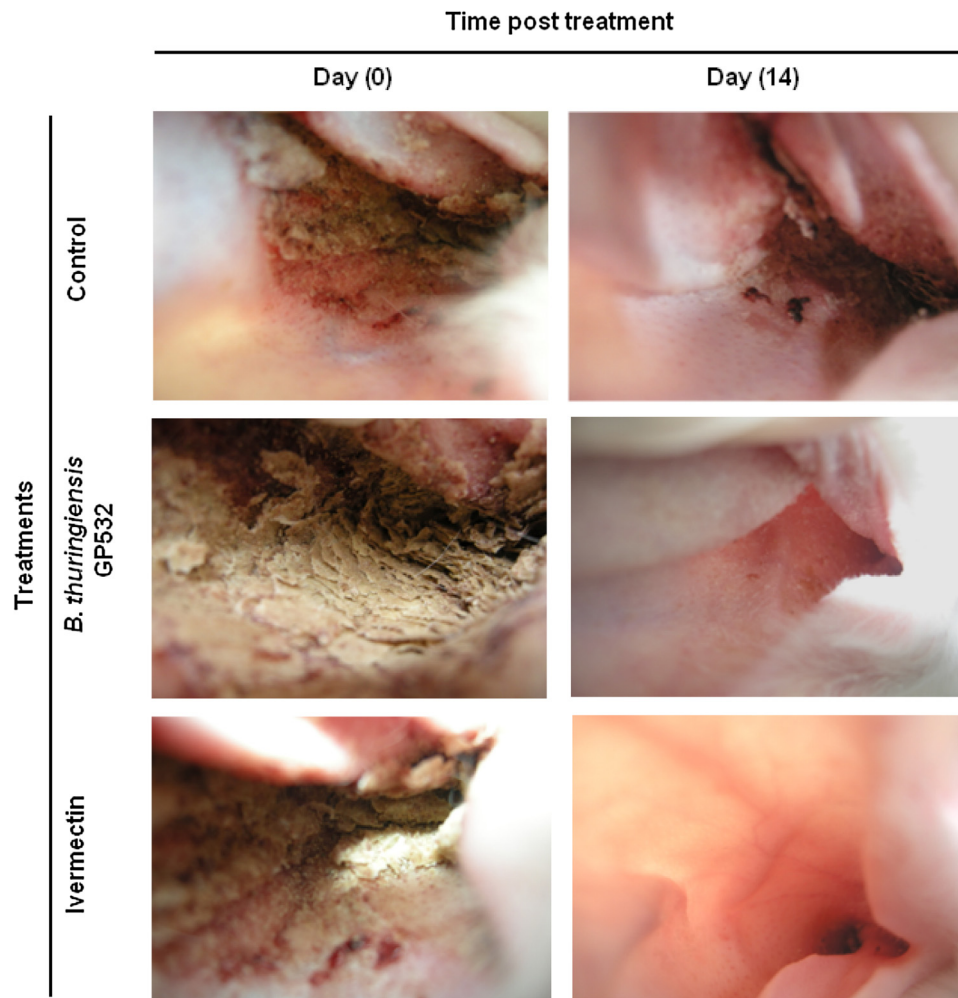 Time post treatment
Day (0)
Day (14)
Treatments
Control
B. thuringiensis
GP532
Ivermectin